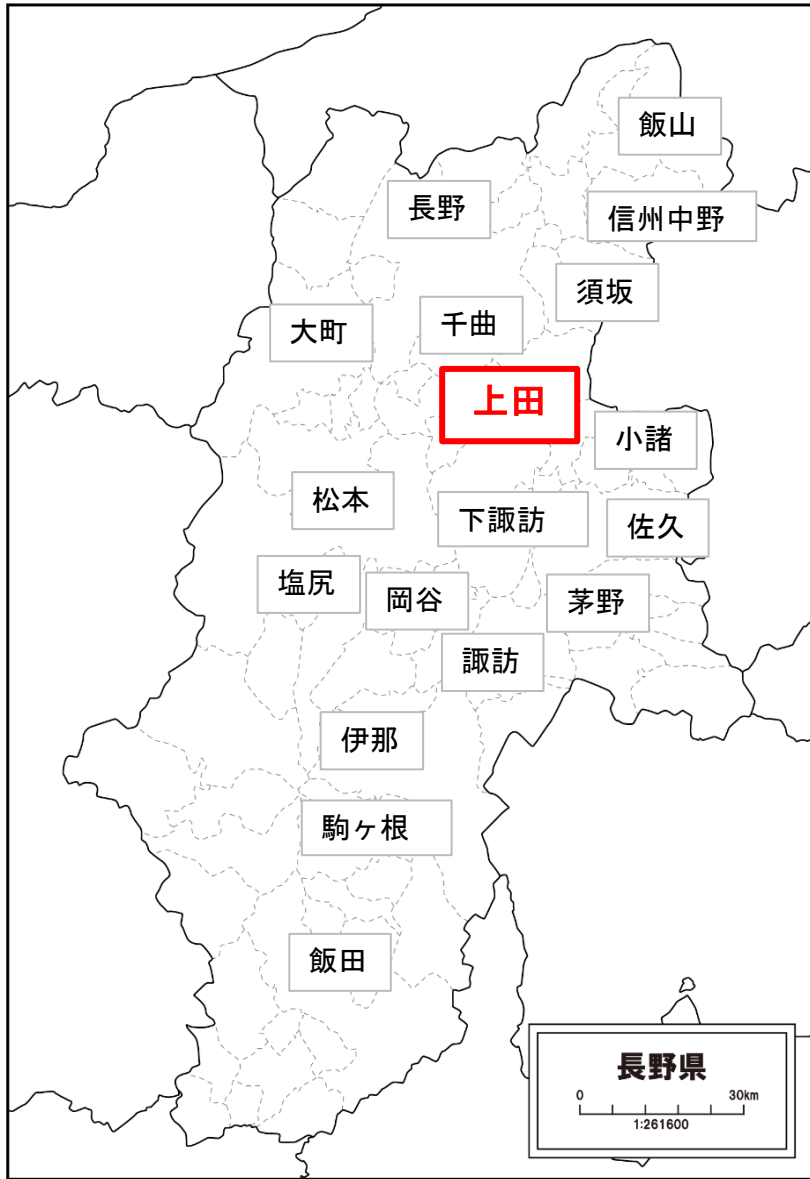 飯山
長野
信州中野
須坂
大町
千曲
上田
小諸
松本
下諏訪
佐久
塩尻
岡谷
茅野
諏訪
伊那
駒ヶ根
飯田
長野県
0 30km
1:261600